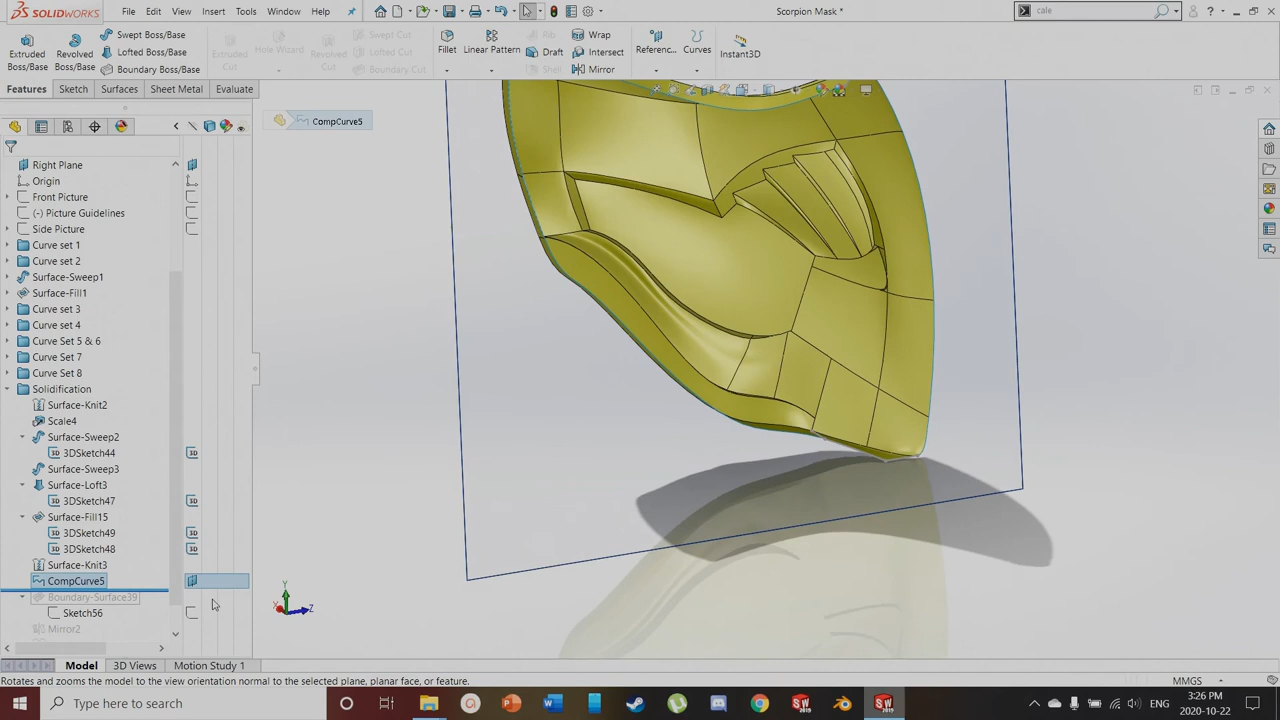 SOLIDWORKS File Edit View Insert Tools Window Help Scorpion Mask * cale
Extruded Boss/Base
Revolved Boss/Base
Swept Boss/Base
Lofted Boss/Base
Boundary Boss/Base
Extruded Cut
Hole Wizard
Revolved Cut
Swept Cut
Lofted Cut
Boundary Cut
Fillet
Linear Pattern
Rib
Draft
Shell
Wrap
Intersect
Mirror
Referenc...
Curves
Instant3D
Features Sketch Surfaces Sheet Metal Evaluate
CompCurve5
Right Plane
Origin
Front Picture
(-) Picture Guidelines
Side Picture
Curve set 1
Curve set 2
Surface-Sweep1
Surface-Fill1
Curve set 3
Curve set 4
Curve Set 5 & 6
Curve Set 7
Curve Set 8
Solidification
Surface-Knit2
Scale4
Surface-Sweep2
3DSketch44
Surface-Sweep3
Surface-Loft3
3DSketch47
Surface-Fill15
3DSketch49
3DSketch48
Surface-Knit3
CompCurve5
Boundary-Surface39
Sketch56
Mirror2
Y
X Z
Model 3D Views Motion Study 1
Rotates and zooms the model to the view orientation normal to the selected plane, planar face, or feature. MMGS
Type here to search
ENG
3:26 PM
2020-10-22